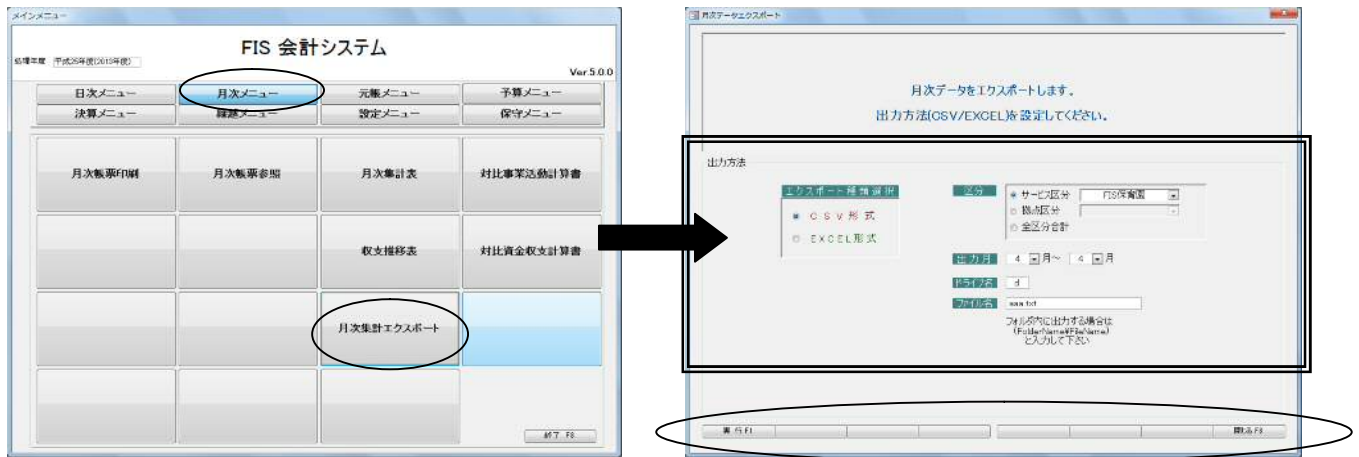 メインメニュー
FIS 会計システム
処理年度 平成25年度(2013年度)
Ver.5.0.0
日次メニュー 月次メニュー 元帳メニュー 予算メニュー
決算メニュー 繰越メニュー 設定メニュー 保守メニュー
月次帳票印刷 月次帳票参照 月次集計表 対比事業活動計算書
収支推移表 対比資金収支計算書
月次集計エクスポート
終了 F8
月次データエクスポート
月次データをエクスポートします。
出力方法(CSV/EXCEL)を設定してください。
出力方法
エクスポート種類選択
CSV形式
EXCEL形式
区分 サービス区分 FIS保育園
拠点区分
全区分合計
出力月 4 月～ 4 月
ドライブ名 d
ファイル名 aaa.txt
フォルダ内に出力する場合は
(FolderName¥FileName)
と入力して下さい
実行 F1 閉じる F8